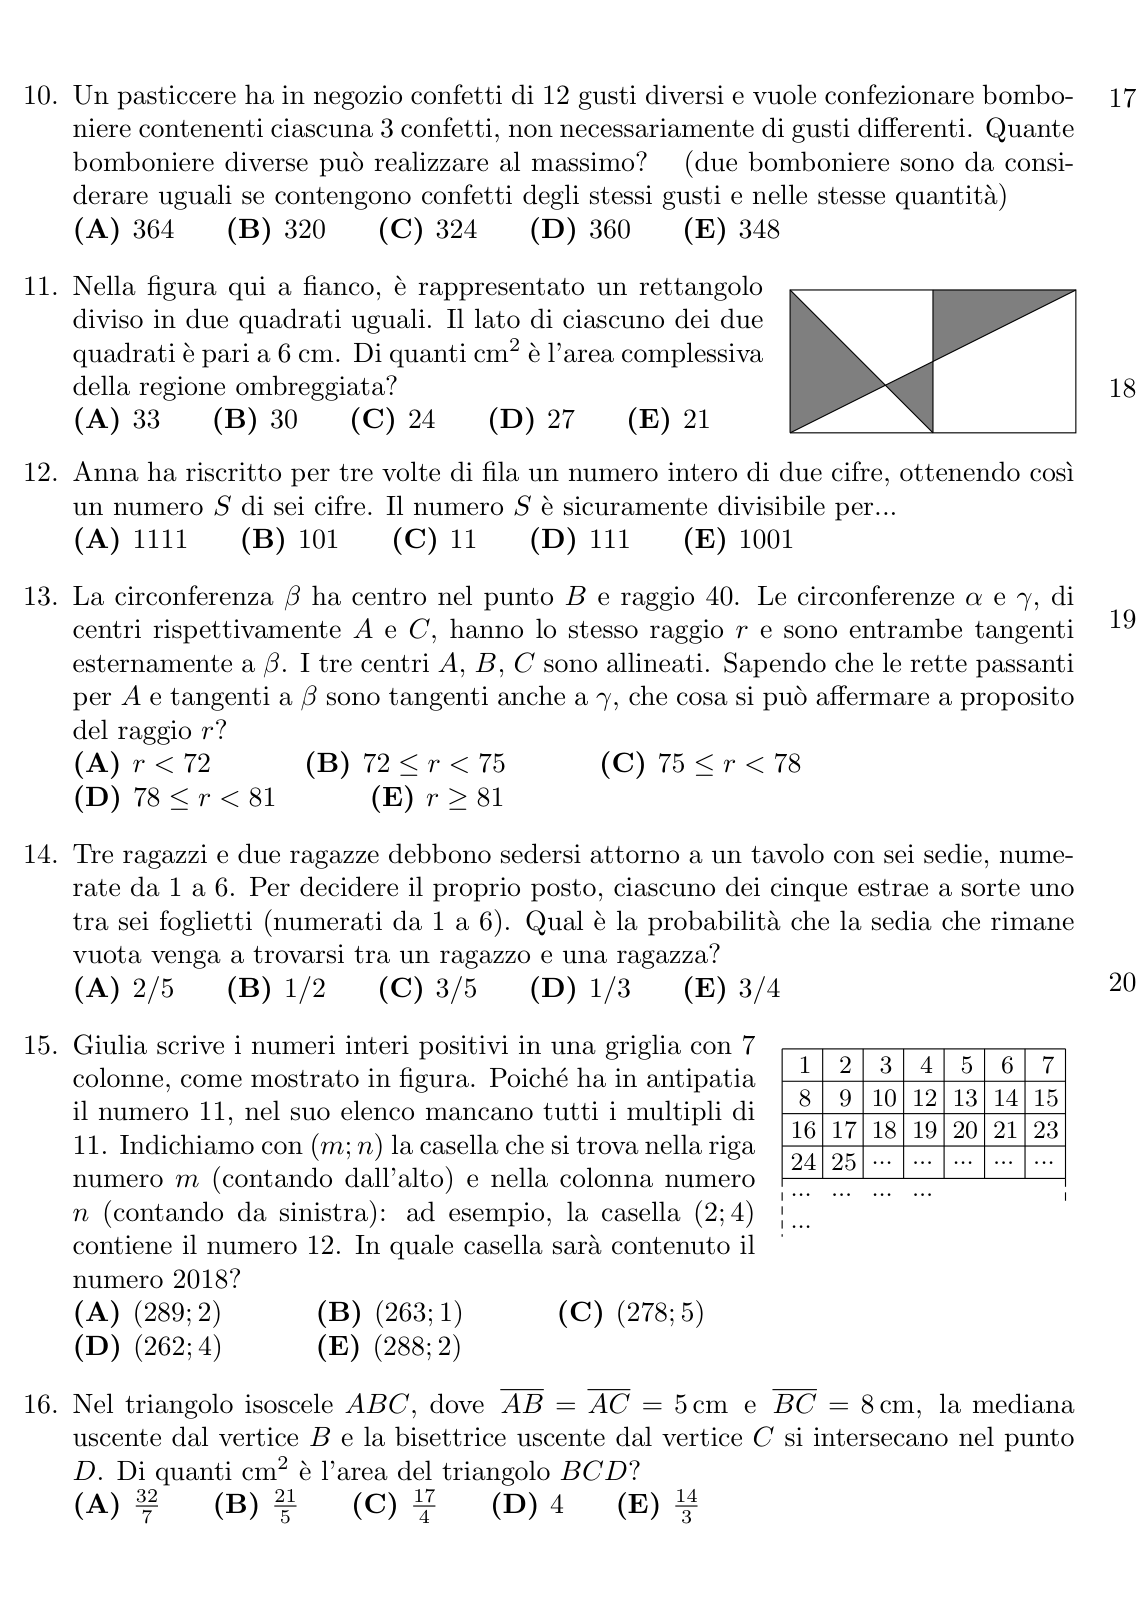 10. Un pasticcere ha in negozio confetti di 12 gusti diversi e vuole confezionare bombo-
niere contenenti ciascuna 3 confetti, non necessariamente di gusti differenti. Quante
bomboniere diverse può realizzare al massimo? (due bomboniere sono da consi-
derare uguali se contengono confetti degli stessi gusti e nelle stesse quantità)
(A) 364 (B) 320 (C) 324 (D) 360 (E) 348
17
11. Nella figura qui a fianco, è rappresentato un rettangolo
diviso in due quadrati uguali. Il lato di ciascuno dei due
quadrati è pari a 6 cm. Di quanti cm² è l'area complessiva
della regione ombreggiata?
(A) 33 (B) 30 (C) 24 (D) 27 (E) 21
18
12. Anna ha riscritto per tre volte di fila un numero intero di due cifre, ottenendo così
un numero S di sei cifre. Il numero S è sicuramente divisibile per...
(A) 1111 (B) 101 (C) 11 (D) 111 (E) 1001
13. La circonferenza β ha centro nel punto B e raggio 40. Le circonferenze α e γ, di
centri rispettivamente A e C, hanno lo stesso raggio r e sono entrambe tangenti
esternamente a β. I tre centri A, B, C sono allineati. Sapendo che le rette passanti
per A e tangenti a β sono tangenti anche a γ, che cosa si può affermare a proposito
del raggio r?
(A) r < 72 (B) 72 ≤ r < 75 (C) 75 ≤ r < 78
(D) 78 ≤ r < 81 (E) r ≥ 81
19
14. Tre ragazzi e due ragazze debbono sedersi attorno a un tavolo con sei sedie, nume-
rate da 1 a 6. Per decidere il proprio posto, ciascuno dei cinque estrae a sorte uno
tra sei foglietti (numerati da 1 a 6). Qual è la probabilità che la sedia che rimane
vuota venga a trovarsi tra un ragazzo e una ragazza?
(A) 2/5 (B) 1/2 (C) 3/5 (D) 1/3 (E) 3/4
20
15. Giulia scrive i numeri interi positivi in una griglia con 7
colonne, come mostrato in figura. Poiché ha in antipatia
il numero 11, nel suo elenco mancano tutti i multipli di
11. Indichiamo con (m; n) la casella che si trova nella riga
numero m (contando dall'alto) e nella colonna numero
n (contando da sinistra): ad esempio, la casella (2; 4)
contiene il numero 12. In quale casella sarà contenuto il
numero 2018?
(A) (289; 2) (B) (263; 1) (C) (278; 5)
(D) (262; 4) (E) (288; 2)
1 2 3 4 5 6 7
8 9 10 12 13 14 15
16 17 18 19 20 21 23
24 25 ... ... ... ... ...
... ... ... ...
...
16. Nel triangolo isoscele ABC, dove A̅B̅ = A̅C̅ = 5 cm e B̅C̅ = 8 cm, la mediana
uscente dal vertice B e la bisettrice uscente dal vertice C si intersecano nel punto
D. Di quanti cm² è l'area del triangolo BCD?
(A) 32/7 (B) 21/5 (C) 17/4 (D) 4 (E) 14/3